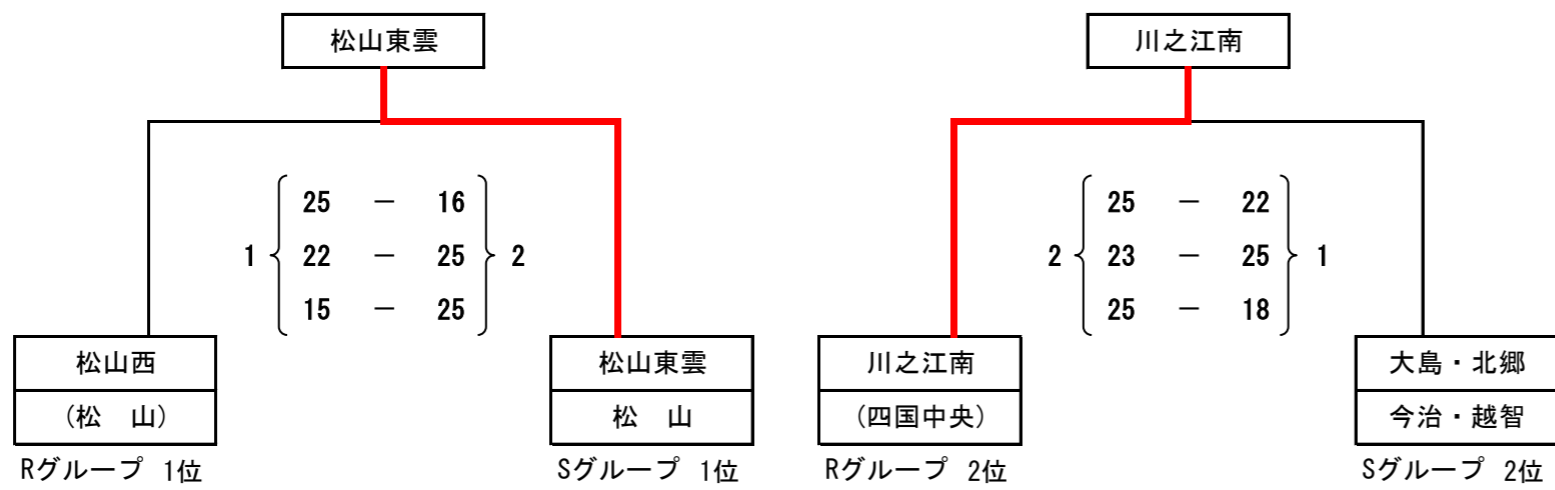 松山東雲
川之江南
25 － 16
1 22 － 25 2
15 － 25
25 － 22
2 23 － 25 1
25 － 18
松山西
(松　山)
Rグループ 1位
松山東雲
松　山
Sグループ 1位
川之江南
(四国中央)
Rグループ 2位
大島・北郷
今治・越智
Sグループ 2位